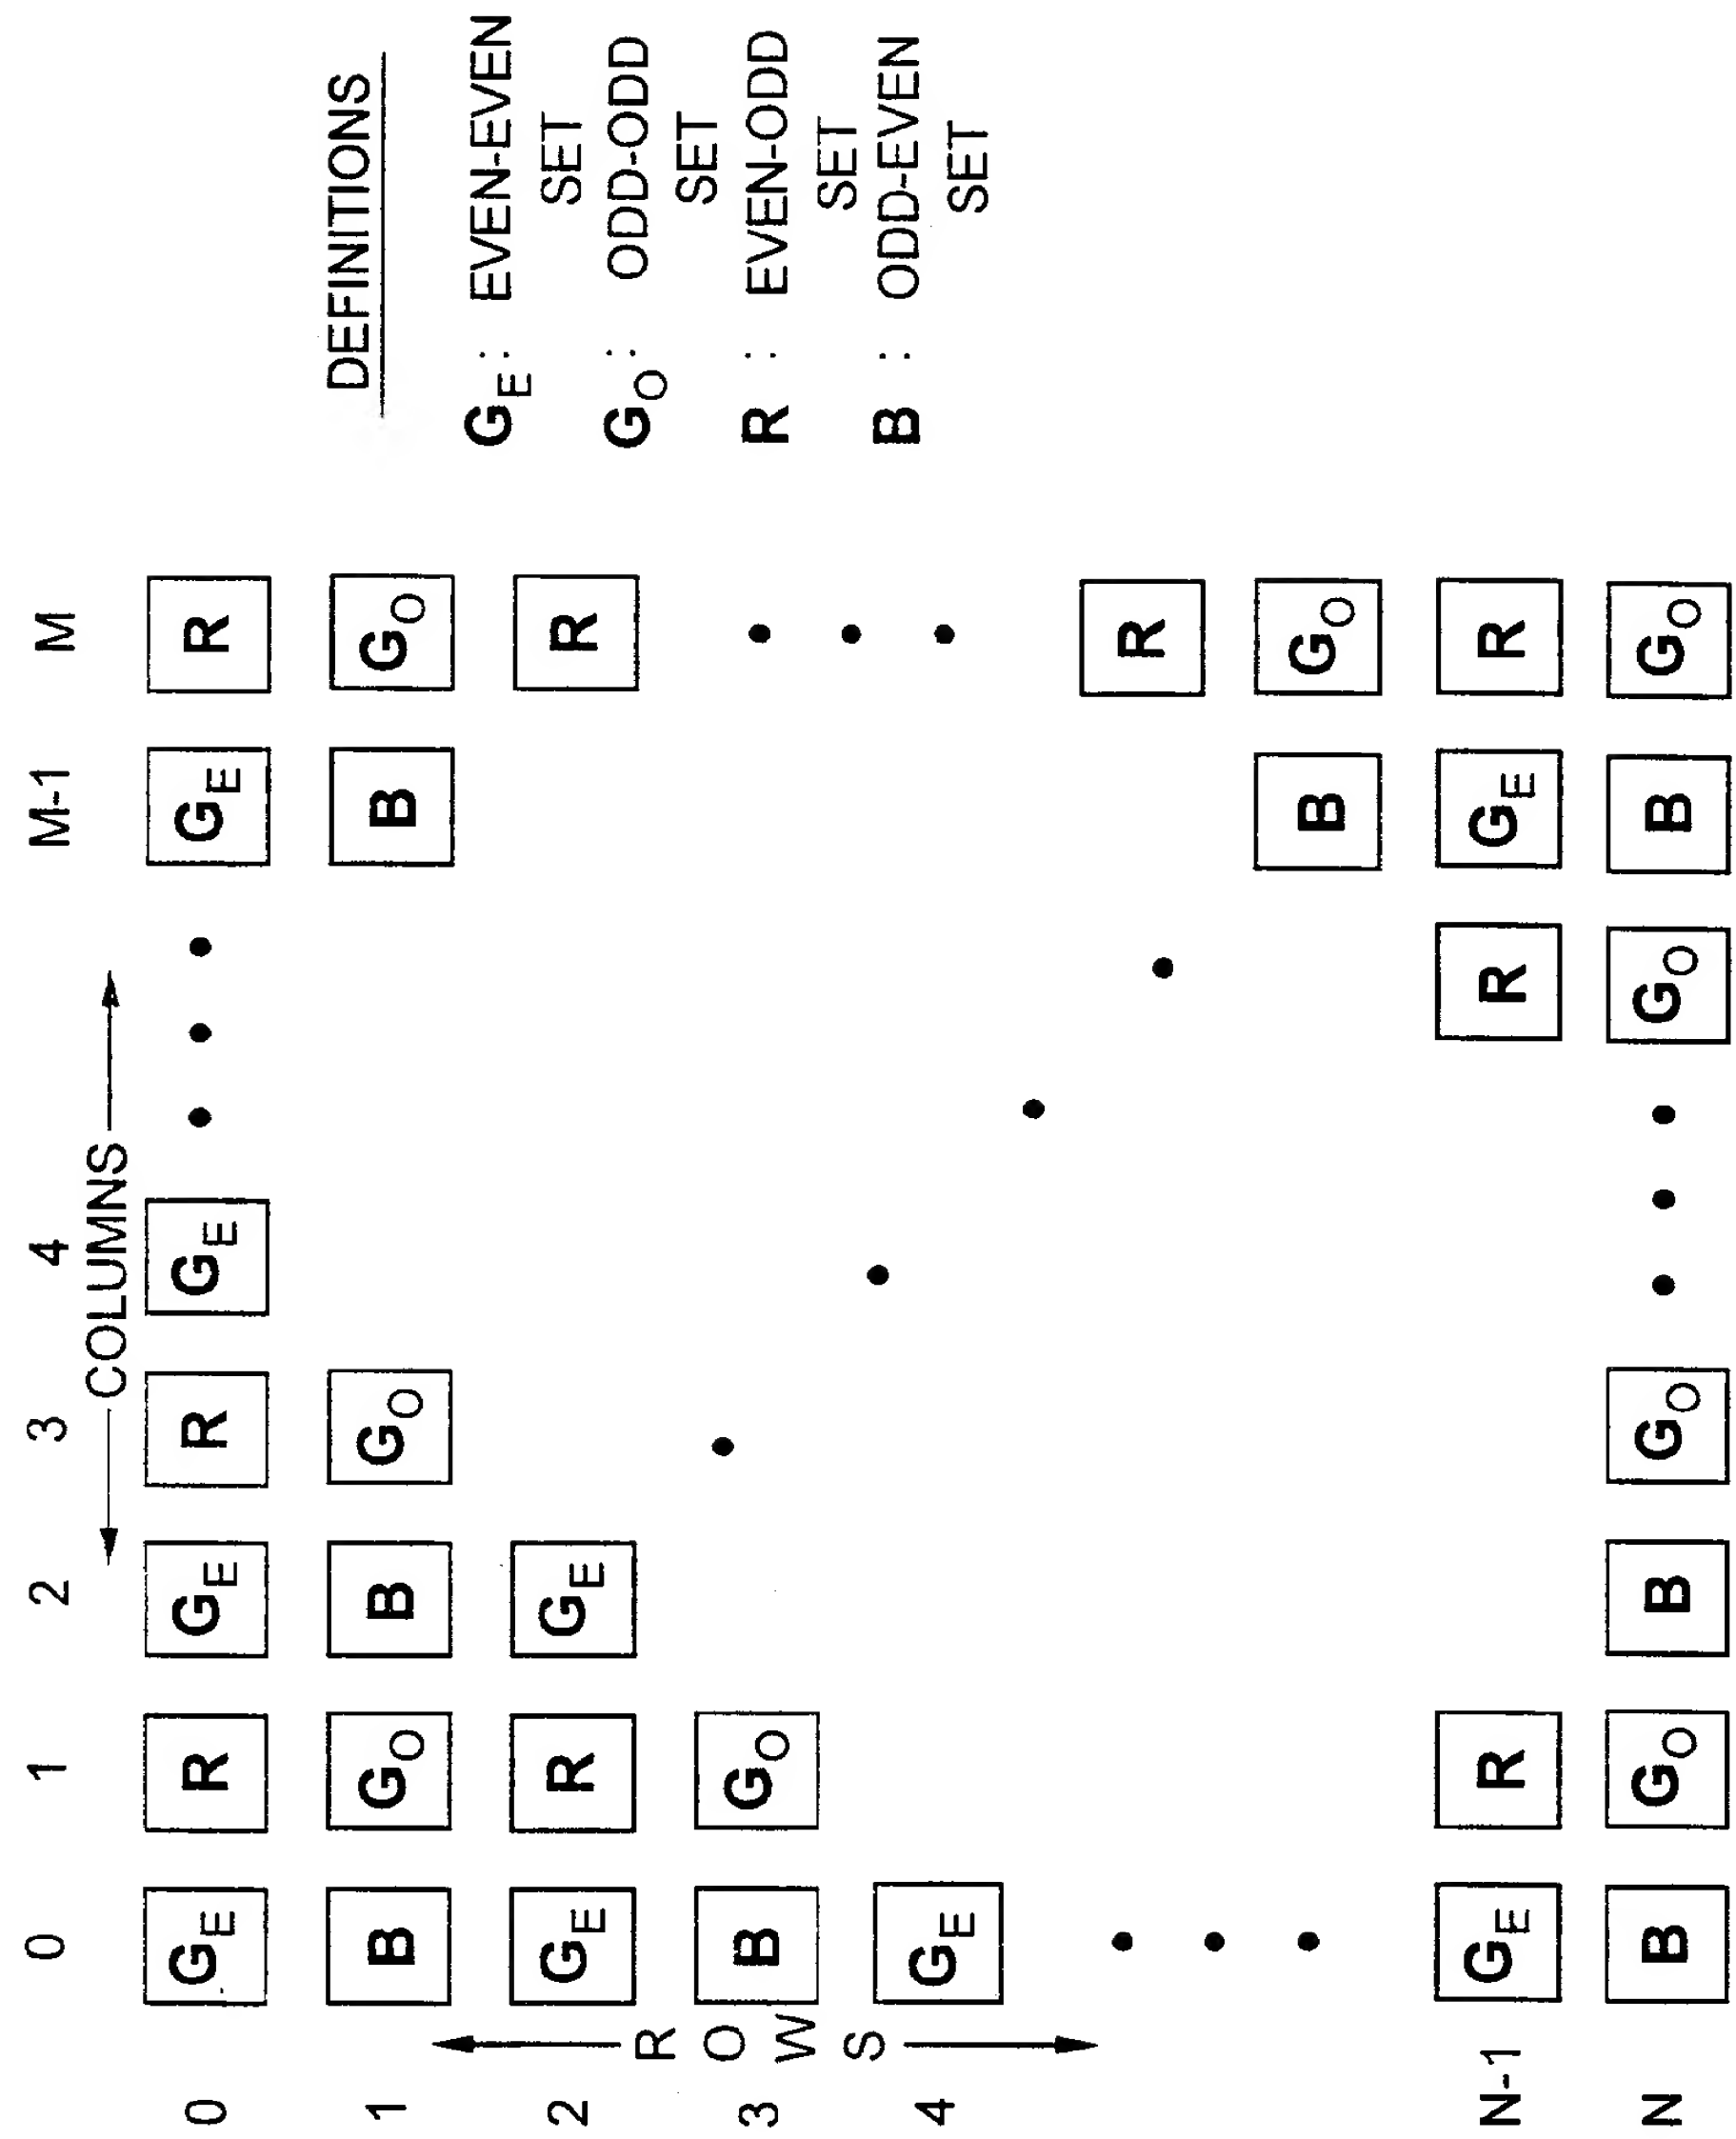 0 1 2 3 4 M-1 M
COLUMNS
0 G_E R G_E R G_E • • • G_E R
1 B G_O B G_O B G_O
2 G_E R G_E R
ROWS
3 B G_O
4 G_E
R
B G_O
N-1 G_E R R G_E R
N B G_O B G_O • • • G_O B G_O
DEFINITIONS
G_E : EVEN-EVEN
SET
G_O : ODD-ODD
SET
R : EVEN-ODD
SET
B : ODD-EVEN
SET